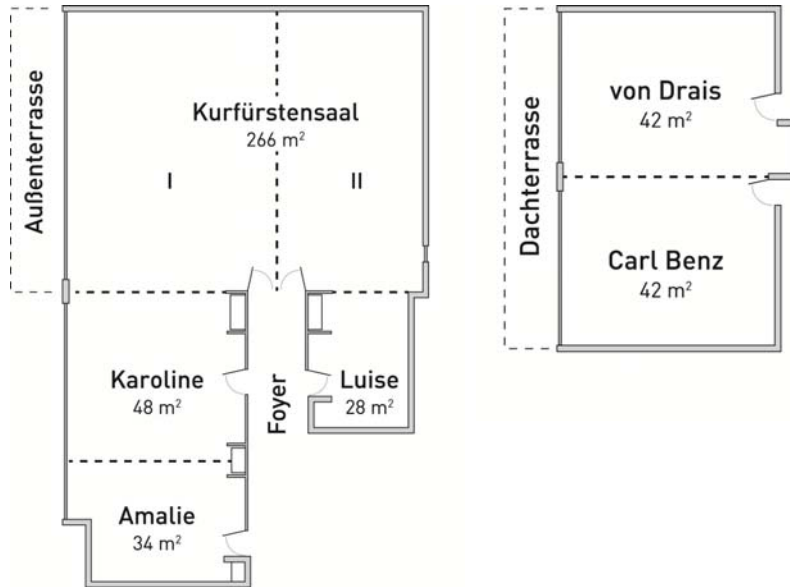 Außenterrasse
Kurfürstensaal
266 m²
I
II
Karoline
48 m²
Foyer
Luise
28 m²
Amalie
34 m²
Dachterrasse
von Drais
42 m²
Carl Benz
42 m²